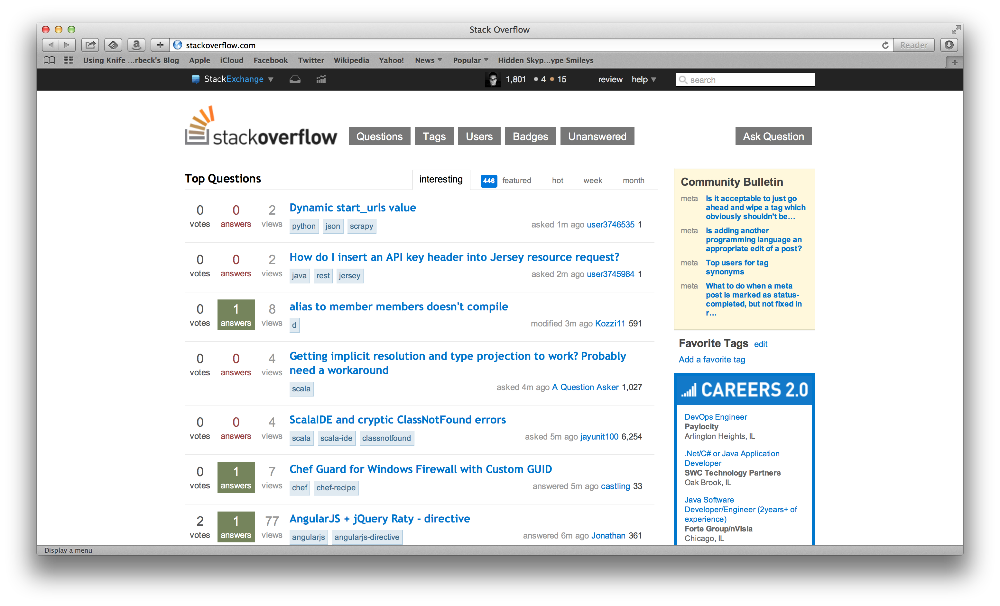 Stack Overflow
stackoverflow.com
Reader
Using Knife ...rbeck's Blog Apple iCloud Facebook Twitter Wikipedia Yahoo! News Popular Hidden Skyp...ype Smileys
StackExchange 1,801 4 15 review help search
stackoverflow Questions Tags Users Badges Unanswered Ask Question
Top Questions interesting 446 featured hot week month
0 votes 0 answers 2 views Dynamic start_urls value
python json scrapy asked 1m ago user3746535 1
0 votes 0 answers 2 views How do I insert an API key header into Jersey resource request?
java rest jersey asked 2m ago user3745984 1
0 votes 1 answers 8 views alias to member members doesn't compile
d modified 3m ago Kozzi11 591
0 votes 0 answers 4 views Getting implicit resolution and type projection to work? Probably
need a workaround
scala asked 4m ago A Question Asker 1,027
0 votes 0 answers 4 views ScalaIDE and cryptic ClassNotFound errors
scala scala-ide classnotfound asked 5m ago jayunit100 6,254
0 votes 1 answers 7 views Chef Guard for Windows Firewall with Custom GUID
chef chef-recipe answered 5m ago castling 33
2 votes 1 answers 77 views AngularJS + jQuery Raty - directive
angularjs angularjs-directive answered 6m ago Jonathan 361
Community Bulletin
meta Is it acceptable to just go
ahead and wipe a tag which
obviously shouldn't be...
meta Is adding another
programming language an
appropriate edit of a post?
meta Top users for tag
synonyms
meta What to do when a meta
post is marked as status-
completed, but not fixed in
r...
Favorite Tags edit
Add a favorite tag
CAREERS 2.0
DevOps Engineer
Paylocity
Arlington Heights, IL
.Net/C# or Java Application
Developer
SWC Technology Partners
Oak Brook, IL
Java Software
Developer/Engineer (2years+ of
experience)
Forte Group/nVisia
Chicago, IL
Display a menu